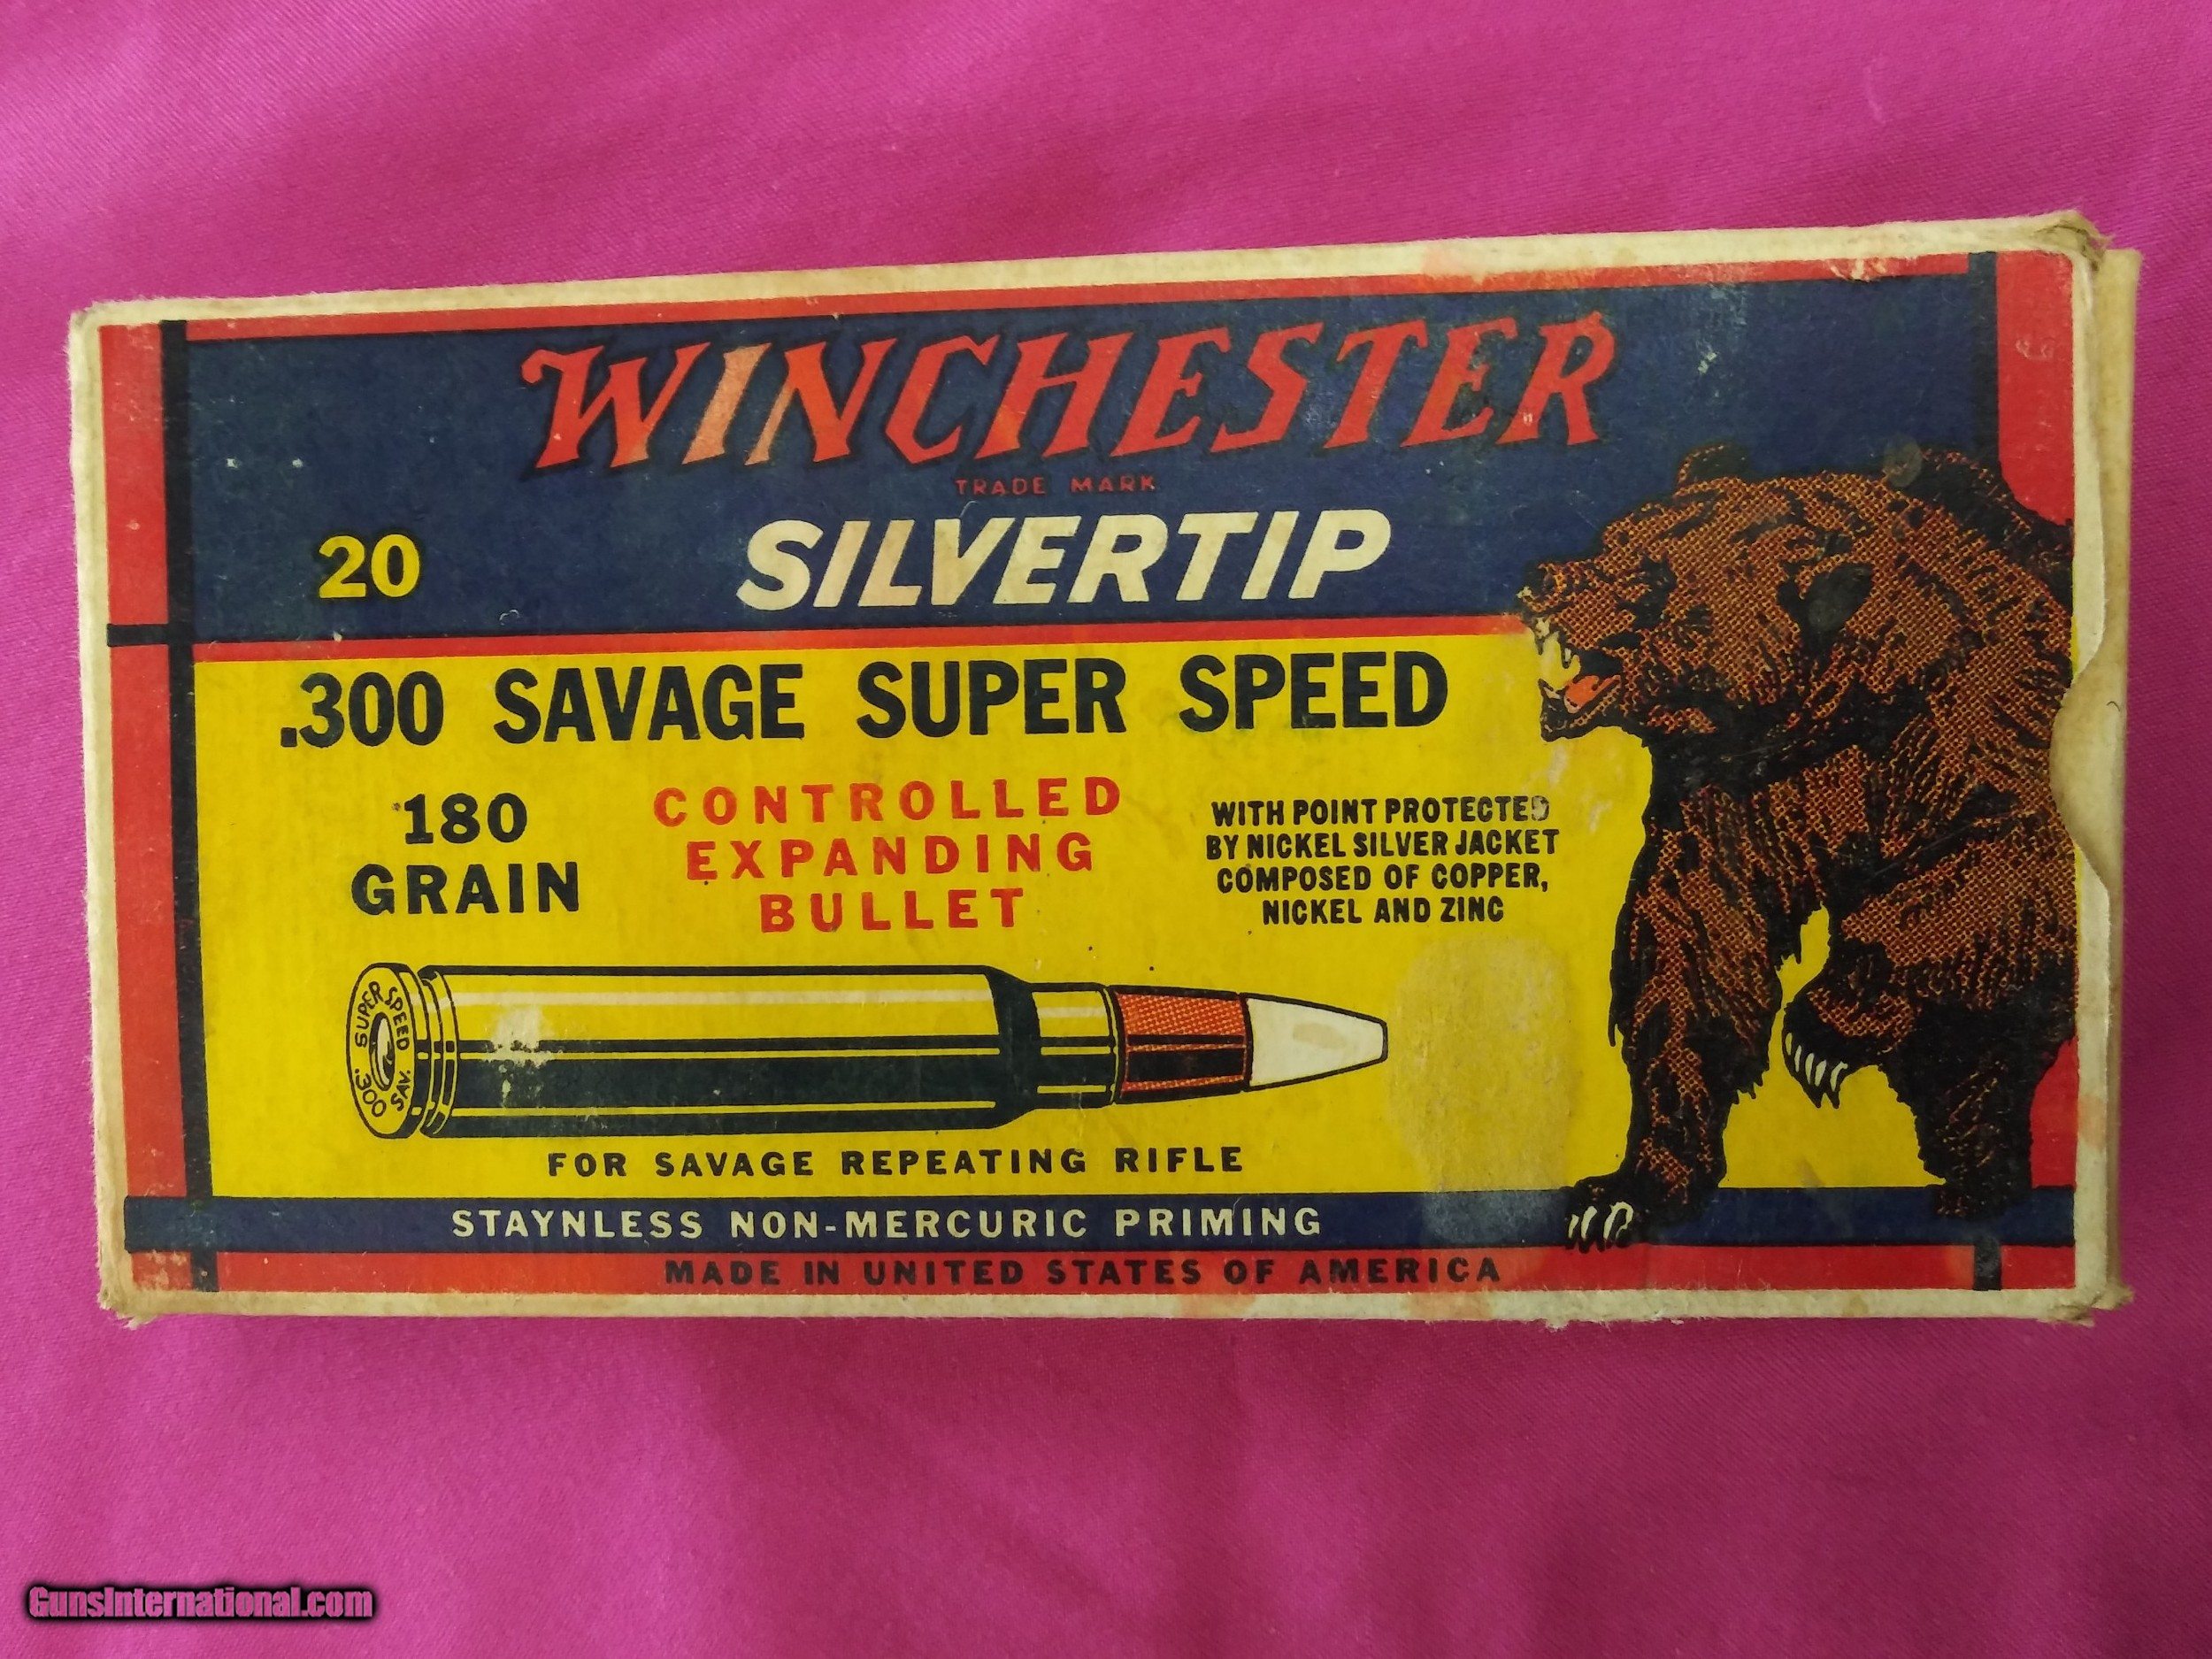 WINCHESTER
TRADE MARK
SILVERTIP
20
.300 SAVAGE SUPER SPEED
180
GRAIN
CONTROLLED
EXPANDING
BULLET
WITH POINT PROTECTED
BY NICKEL SILVER JACKET
COMPOSED OF COPPER,
NICKEL AND ZINC
SUPER SPEED
.300 SAV.
FOR SAVAGE REPEATING RIFLE
STAYNLESS NON-MERCURIC PRIMING
MADE IN UNITED STATES OF AMERICA
GunsInternational.com